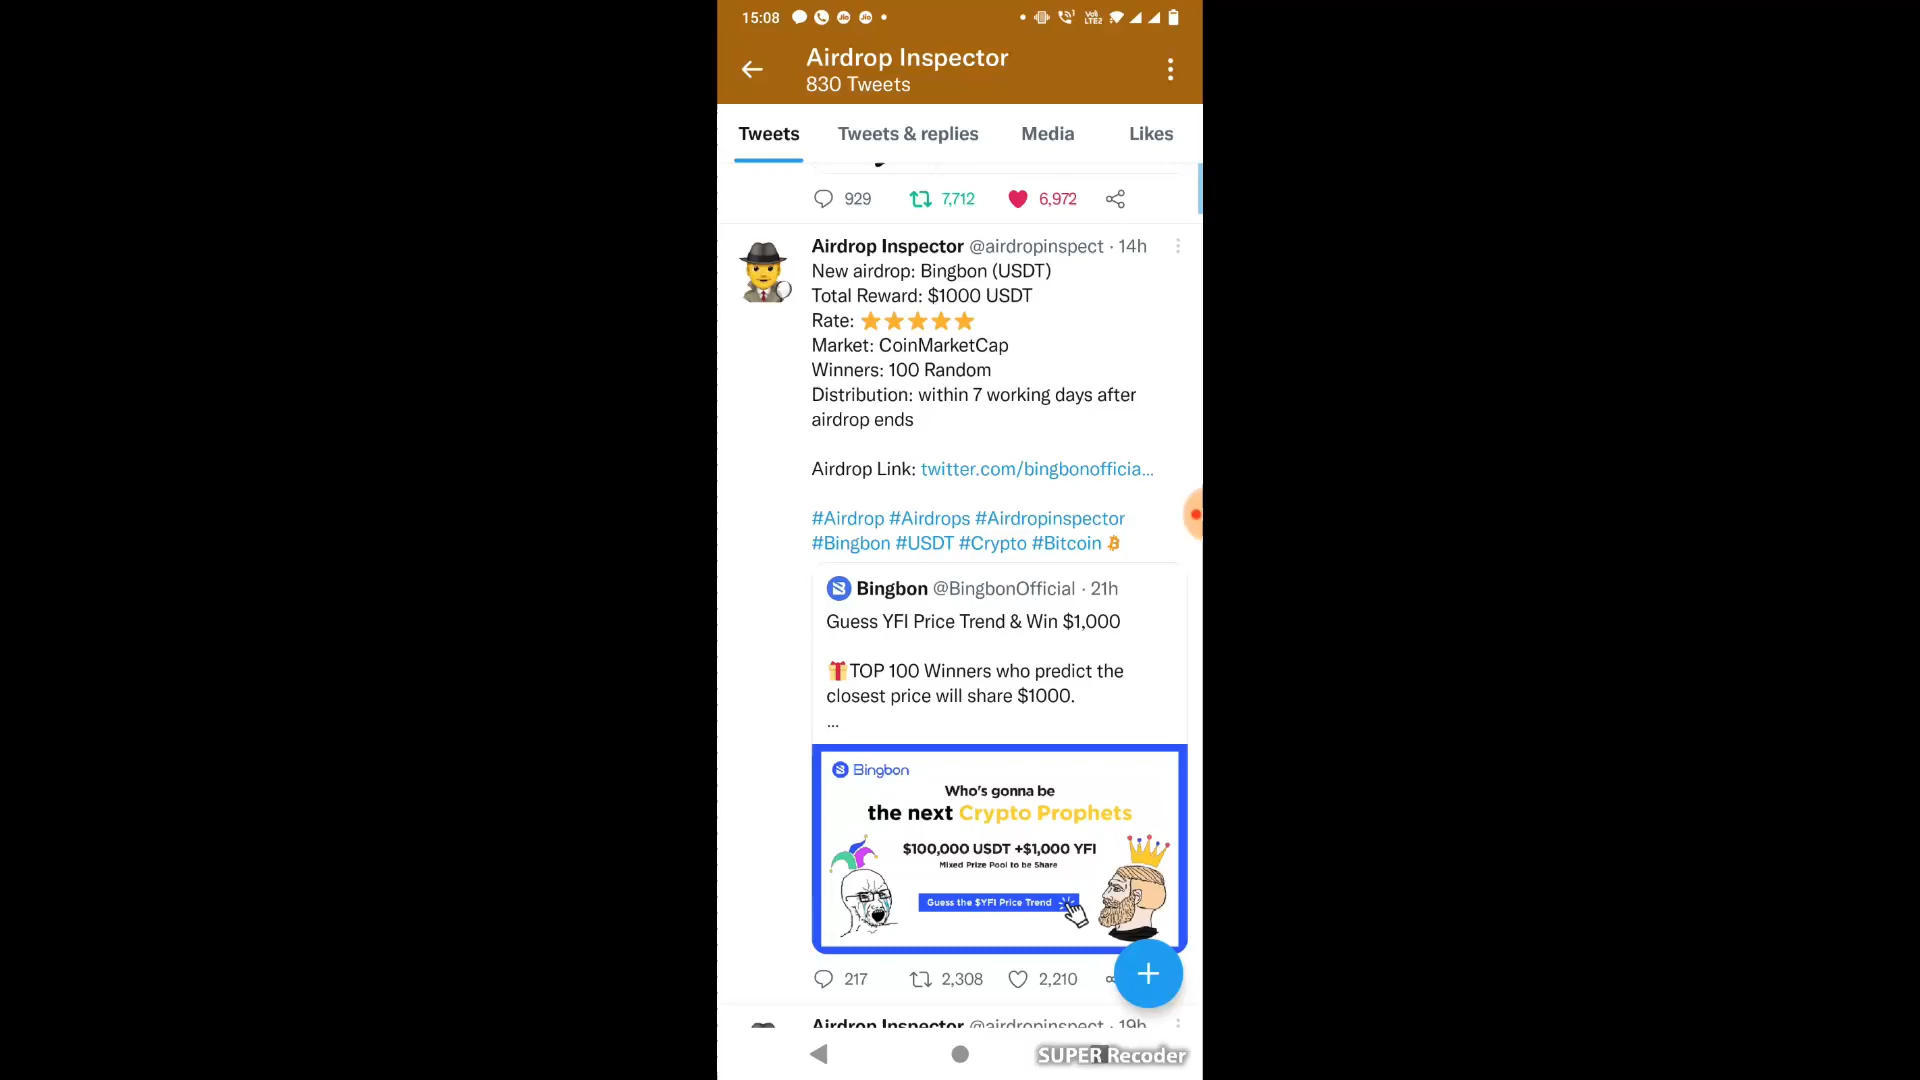 15:08
Airdrop Inspector
830 Tweets
Tweets Tweets & replies Media Likes
929 7,712 6,972
Airdrop Inspector @airdropinspect · 14h
New airdrop: Bingbon (USDT)
Total Reward: $1000 USDT
Rate: ⭐⭐⭐⭐⭐
Market: CoinMarketCap
Winners: 100 Random
Distribution: within 7 working days after
airdrop ends
Airdrop Link: twitter.com/bingbonofficia...
#Airdrop #Airdrops #Airdropinspector
#Bingbon #USDT #Crypto #Bitcoin
Bingbon @BingbonOfficial · 21h
Guess YFI Price Trend & Win $1,000
🎁TOP 100 Winners who predict the
closest price will share $1000.
...
Bingbon
Who's gonna be
the next Crypto Prophets
$100,000 USDT +$1,000 YFI
Mixed Prize Pool to be Share
Guess the $YFI Price Trend
217 2,308 2,210
Airdrop Inspector @airdropinspect · 19h
SUPER Recoder